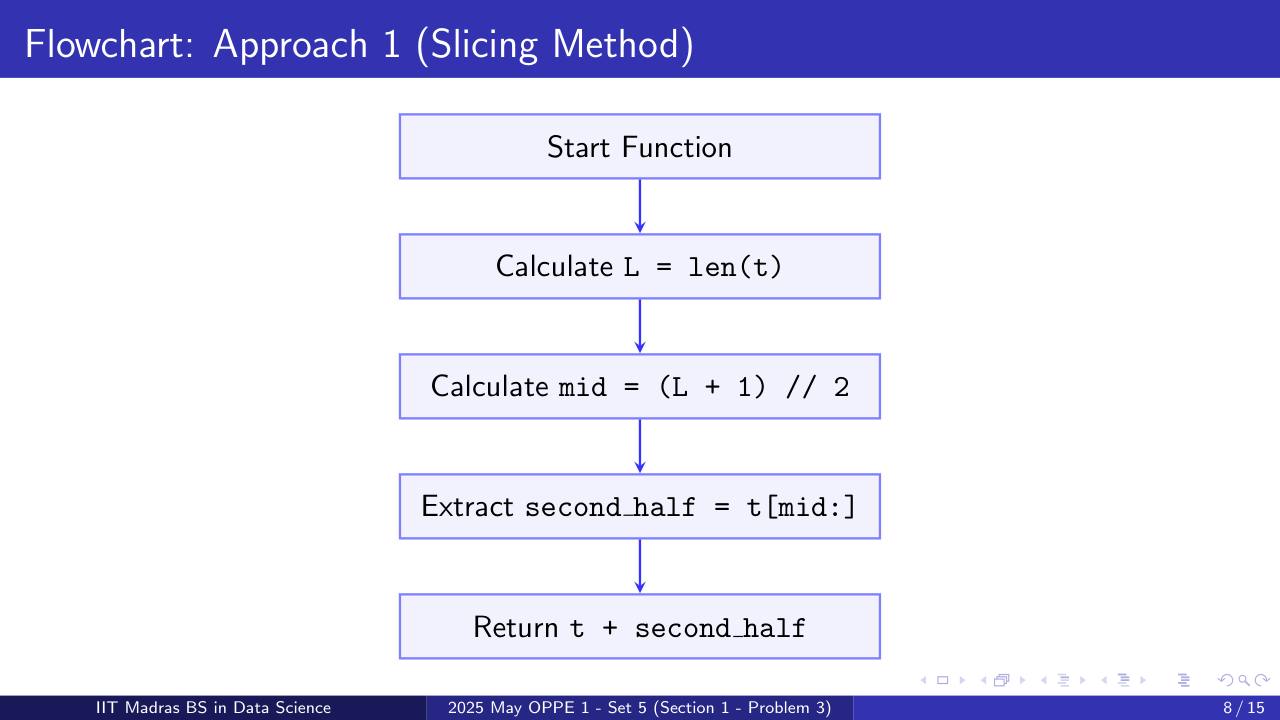 Flowchart: Approach 1 (Slicing Method)
Start Function
Calculate L = len(t)
Calculate mid = (L + 1) // 2
Extract second_half = t[mid:]
Return t + second_half
IIT Madras BS in Data Science
2025 May OPPE 1 - Set 5 (Section 1 - Problem 3)
8 / 15